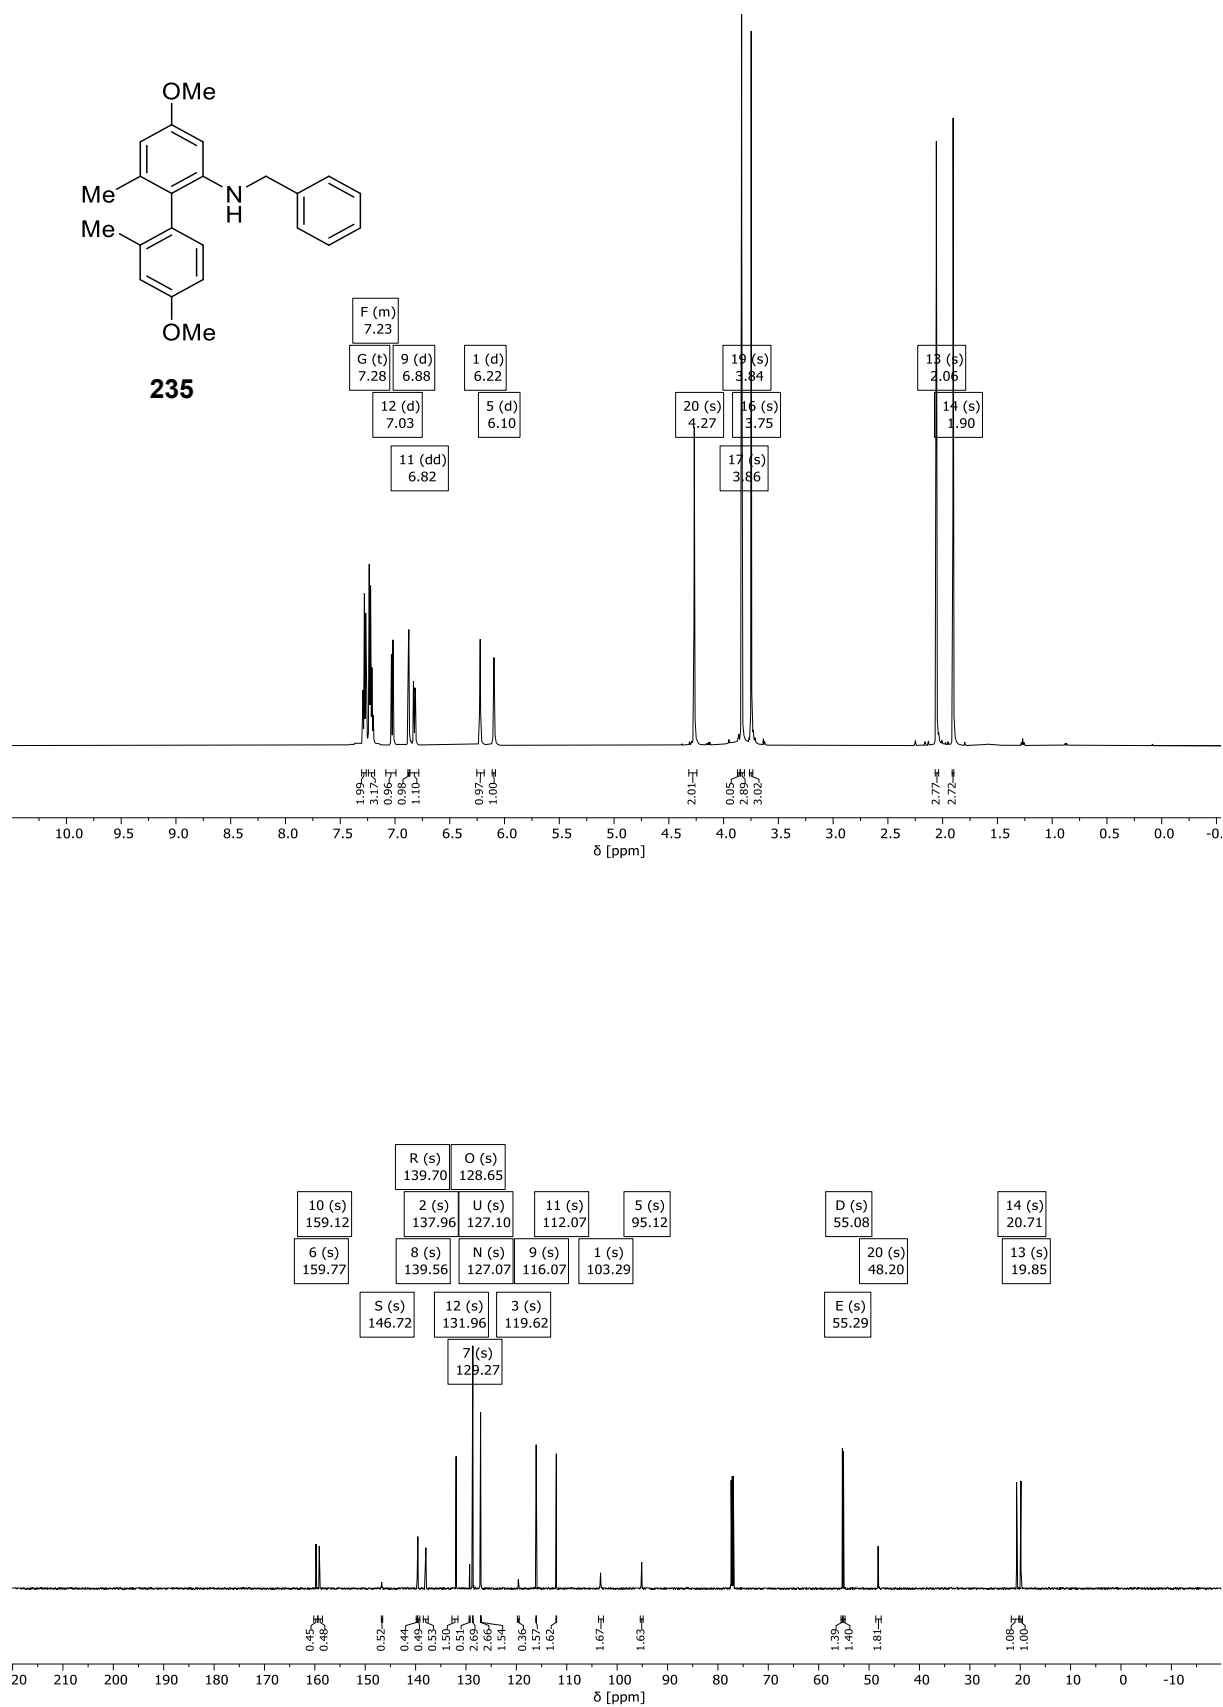 OMe
Me
N
H
Me
OMe
235
F (m)
7.23
G (t)
7.28
9 (d)
6.88
1 (d)
6.22
19 (s)
3.84
13 (s)
2.06
12 (d)
7.03
5 (d)
6.10
20 (s)
4.27
16 (s)
3.75
14 (s)
1.90
11 (dd)
6.82
17 (s)
3.86
1.99
3.17
0.96
0.98
1.10
0.97
1.00
2.01
0.05
2.89
3.02
2.77
2.72
10.0 9.5 9.0 8.5 8.0 7.5 7.0 6.5 6.0 5.5 5.0 4.5 4.0 3.5 3.0 2.5 2.0 1.5 1.0 0.5 0.0 -0.
δ [ppm]
R (s)
139.70
O (s)
128.65
10 (s)
159.12
2 (s)
137.96
U (s)
127.10
11 (s)
112.07
5 (s)
95.12
D (s)
55.08
14 (s)
20.71
6 (s)
159.77
8 (s)
139.56
N (s)
127.07
9 (s)
116.07
1 (s)
103.29
20 (s)
48.20
13 (s)
19.85
S (s)
146.72
12 (s)
131.96
3 (s)
119.62
E (s)
55.29
7 (s)
129.27
0.45
0.48
0.52
0.44
0.49
0.53
1.50
0.51
2.69
2.66
1.54
0.36
1.57
1.62
1.67
1.63
1.39
1.40
1.81
1.08
1.00
20 210 200 190 180 170 160 150 140 130 120 110 100 90 80 70 60 50 40 30 20 10 0 -10
δ [ppm]